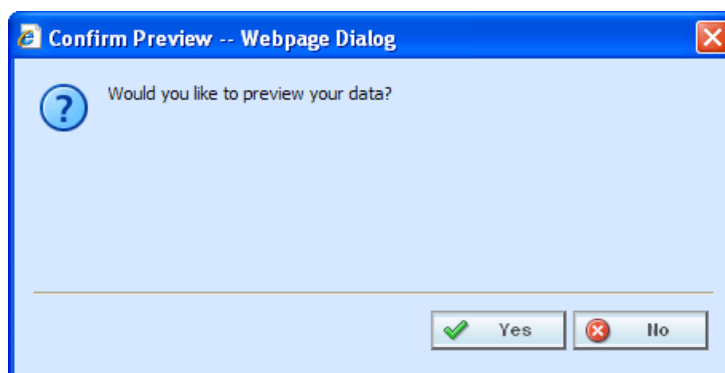 Confirm Preview -- Webpage Dialog
Would you like to preview your data?
Yes
No